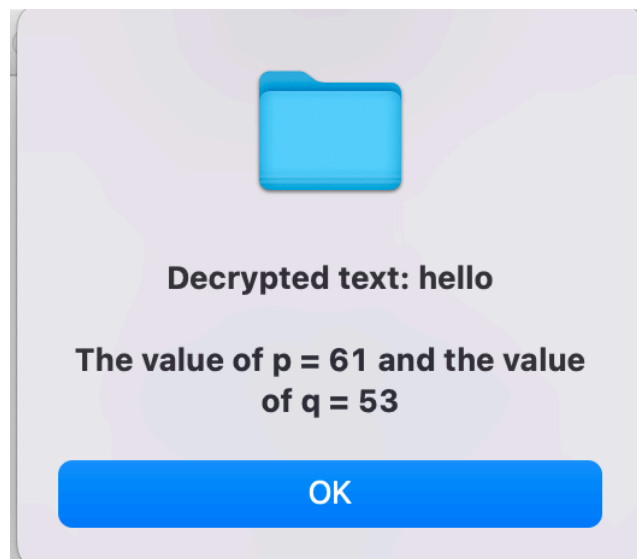 Decrypted text: hello
The value of p = 61 and the value
of q = 53
OK